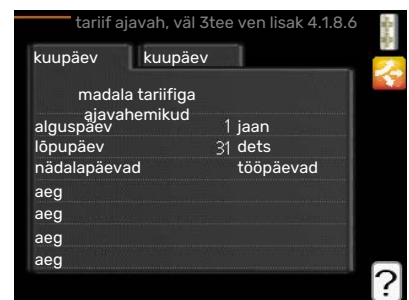 tariif ajavah, väl 3tee ven lisak 4.1.8.6
kuupäev kuupäev
madala tariifiga
ajavahemikud
alguspäev 1 jaan
lõpupäev 31 dets
nädalapäevad tööpäevad
aeg
aeg
aeg
aeg
?